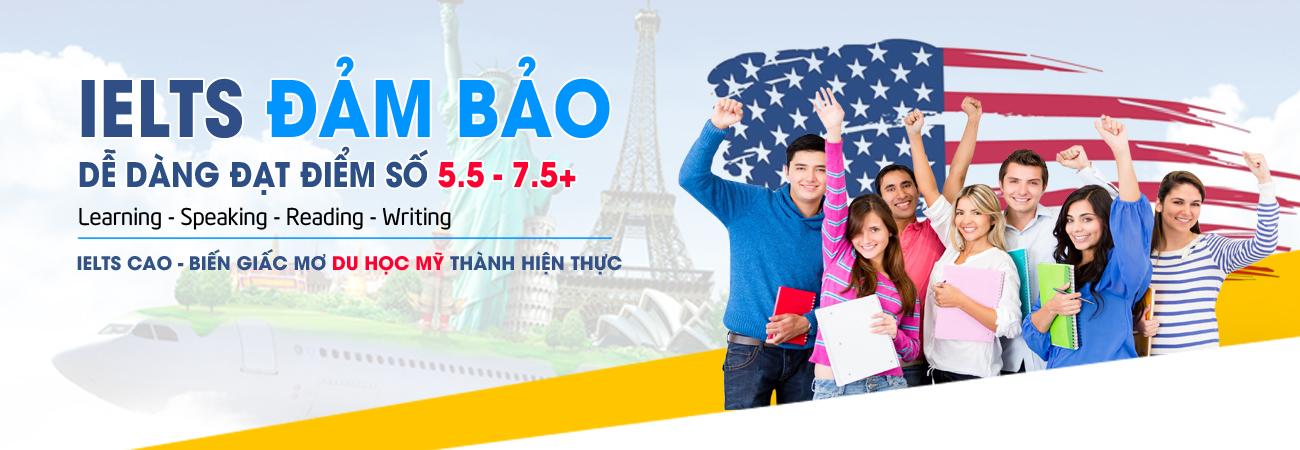 IELTS ĐẢM BẢO
DỄ DÀNG ĐẠT ĐIỂM SỐ 5.5 - 7.5+
Learning - Speaking - Reading - Writing
IELTS CAO - BIẾN GIẤC MƠ DU HỌC MỸ THÀNH HIỆN THỰC